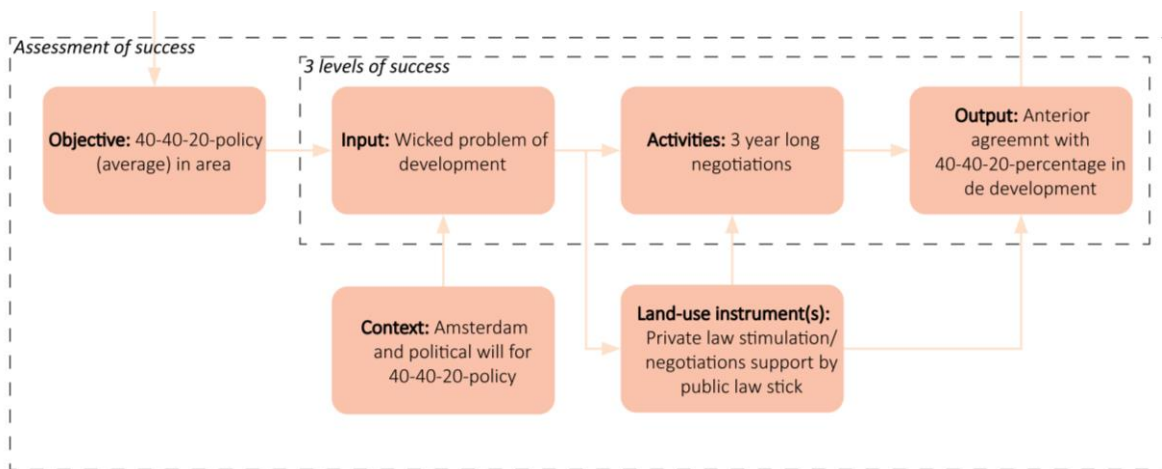 Assessment of success
3 levels of success
Objective: 40-40-20-policy
(average) in area
Input: Wicked problem of
development
Activities: 3 year long
negotiations
Output: Anterior
agreemnt with
40-40-20-percentage in
de development
Context: Amsterdam
and political will for
40-40-20-policy
Land-use instrument(s):
Private law stimulation/
negotiations support by
public law stick